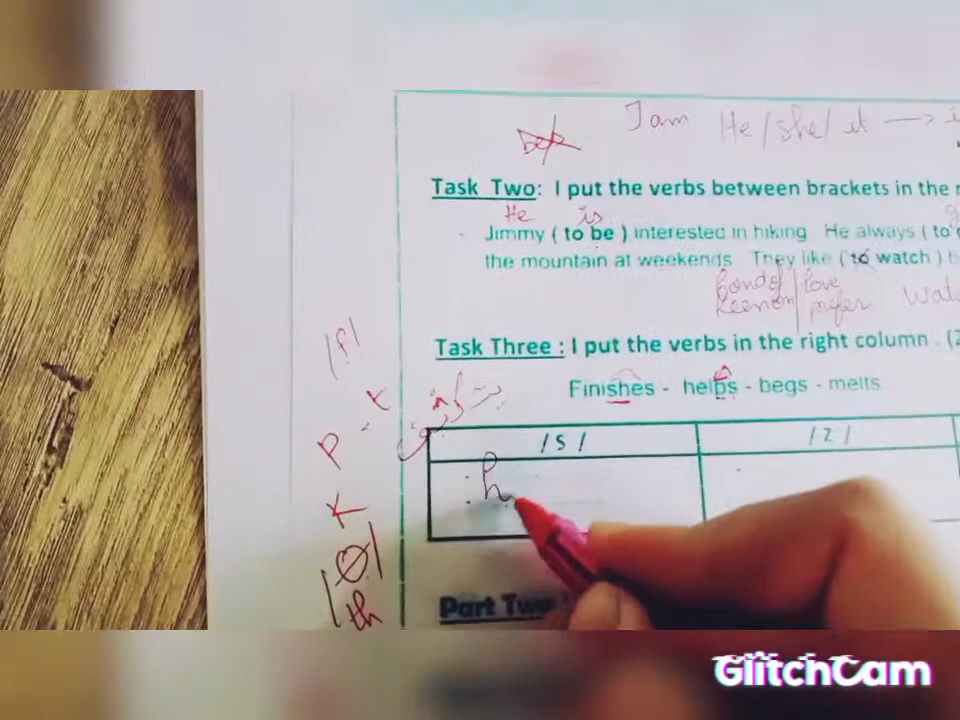 I am He/she/it →
Task Two: I put the verbs between brackets in the
He is
Jimmy ( to be ) interested in hiking He always ( to
the mountain at weekends They like ( to watch )
fond of / love
keen on / prefer
Task Three : I put the verbs in the right column . (2
Finishes - helps - begs - melts
/f/
t
P
K
/θ/
th
/S / / Z /
h
Part Two
GlitchCam